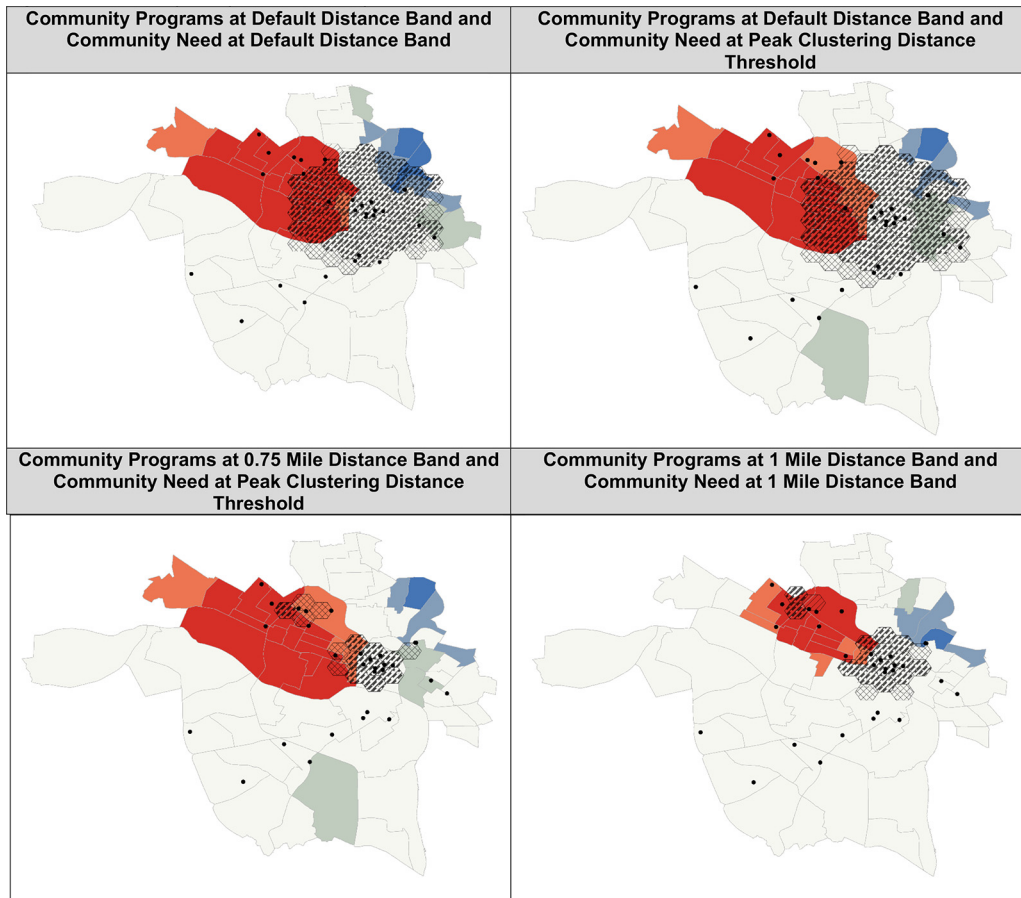 Community Programs at Default Distance Band and
Community Need at Default Distance Band
Community Programs at Default Distance Band and
Community Need at Peak Clustering Distance
Threshold
Community Programs at 0.75 Mile Distance Band and
Community Need at Peak Clustering Distance
Threshold
Community Programs at 1 Mile Distance Band and
Community Need at 1 Mile Distance Band